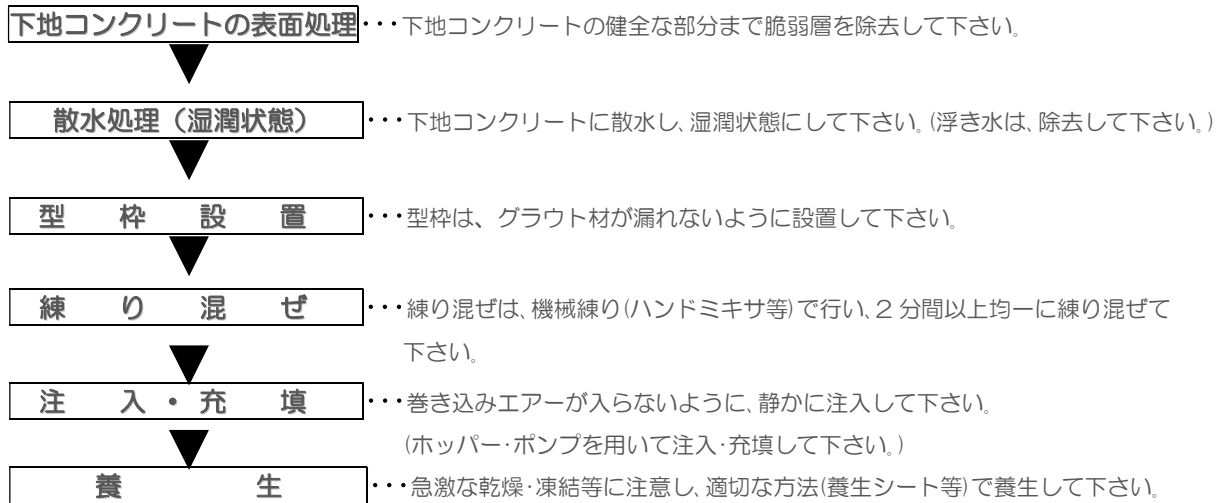 下地コンクリートの表面処理・・・下地コンクリートの健全な部分まで脆弱層を除去して下さい。
散水処理（湿潤状態）・・・下地コンクリートに散水し、湿潤状態にして下さい。(浮き水は、除去して下さい。)
型枠設置・・・型枠は、グラウト材が漏れないように設置して下さい。
練り混ぜ・・・練り混ぜは、機械練り(ハンドミキサ等)で行い、2 分間以上均一に練り混ぜて
下さい。
注入・充填・・・巻き込みエアーが入らないように、静かに注入して下さい。
(ホッパー・ポンプを用いて注入・充填して下さい。)
養生・・・急激な乾燥・凍結等に注意し、適切な方法(養生シート等)で養生して下さい。